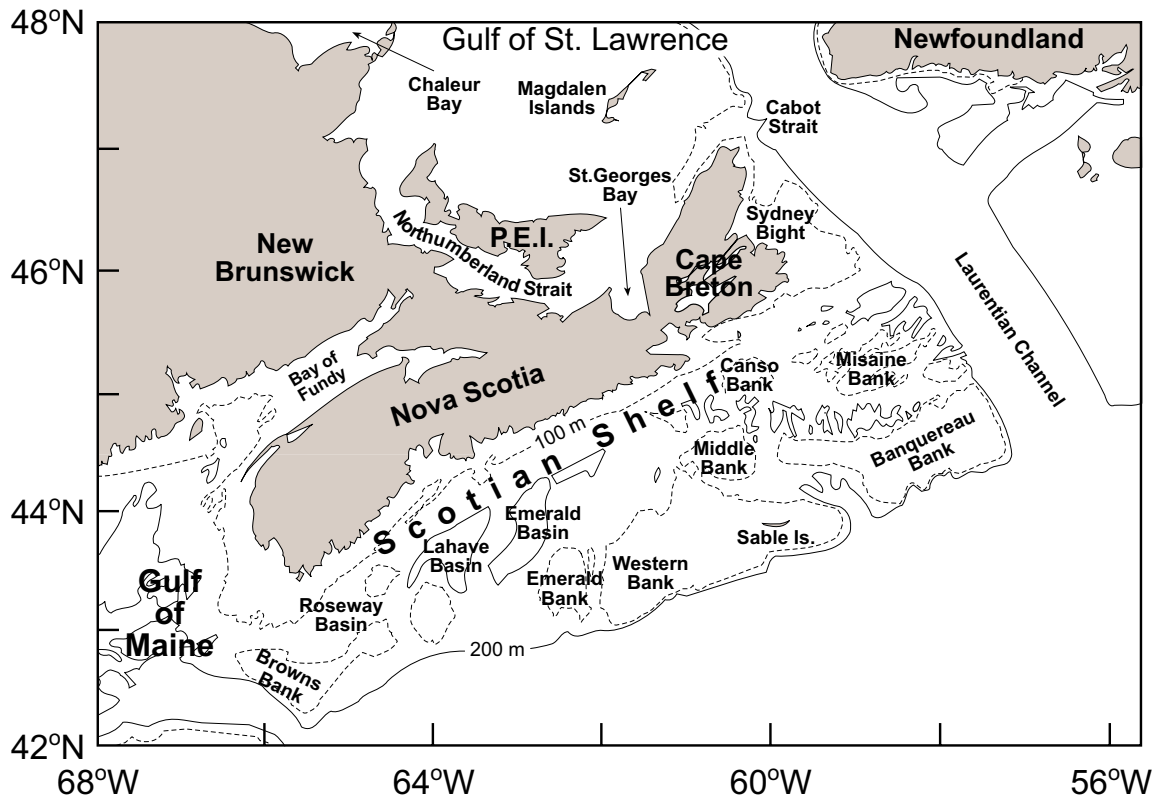 48°N
Gulf of St. Lawrence
Newfoundland
Chaleur
Bay
Magdalen
Islands
Cabot
Strait
St.Georges
Bay
Sydney
Bight
Northumberland Strait
P.E.I.
New
Brunswick
46°N
Cape
Breton
Laurentian Channel
Bay of
Fundy
Canso
Bank
Misaine
Bank
Nova Scotia
Scotian Shelf
100 m
Middle
Bank
Banquereau
Bank
44°N
Emerald
Basin
Sable Is.
Lahave
Basin
Western
Bank
Emerald
Bank
Gulf
of
Maine
Roseway
Basin
200 m
Browns
Bank
42°N
68°W
64°W
60°W
56°W